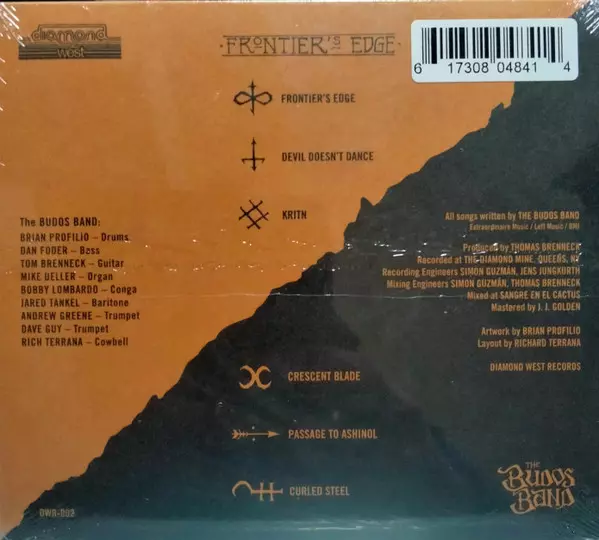 diamond
west
FRONTIER'S EDGE
6 17308 04841 4
FRONTIER'S EDGE
DEVIL DOESN'T DANCE
KRITN
The BUDOS BAND:
BRIAN PROFILIO – Drums
DAN FODER – Bass
TOM BRENNECK – Guitar
MIKE DELLER – Organ
BOBBY LOMBARDO – Conga
JARED TANKEL – Baritone
ANDREW GREENE – Trumpet
DAVE GUY – Trumpet
RICH TERRANA – Cowbell
All songs written by THE BUDOS BAND
Extraordinaire Music / Left Music / BMI
Produced by THOMAS BRENNECK
Recorded at THE DIAMOND MINE, QUEENS, NY
Recording Engineers SIMON GUZMÁN, JENS JUNGKURTH
Mixing Engineers SIMON GUZMÁN, THOMAS BRENNECK
Mixed at SANGRE EN EL CACTUS
Mastered by J. J. GOLDEN
Artwork by BRIAN PROFILIO
Layout by RICHARD TERRANA
DIAMOND WEST RECORDS
CRESCENT BLADE
PASSAGE TO ASHINOL
CURLED STEEL
DWR-002
THE
BUDOS
BAND